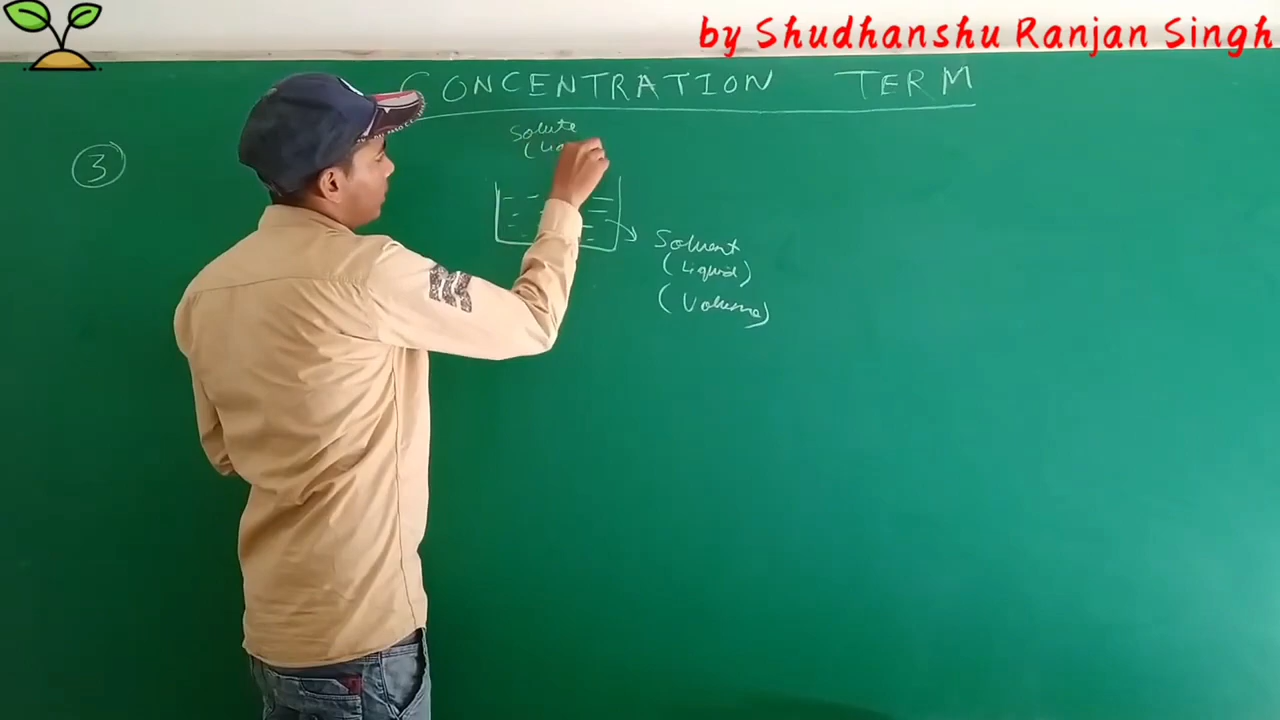 by Shudhanshu Ranjan Singh
CONCENTRATION TERM
3
Solute
Solvent
(Liquid)
(Volume)